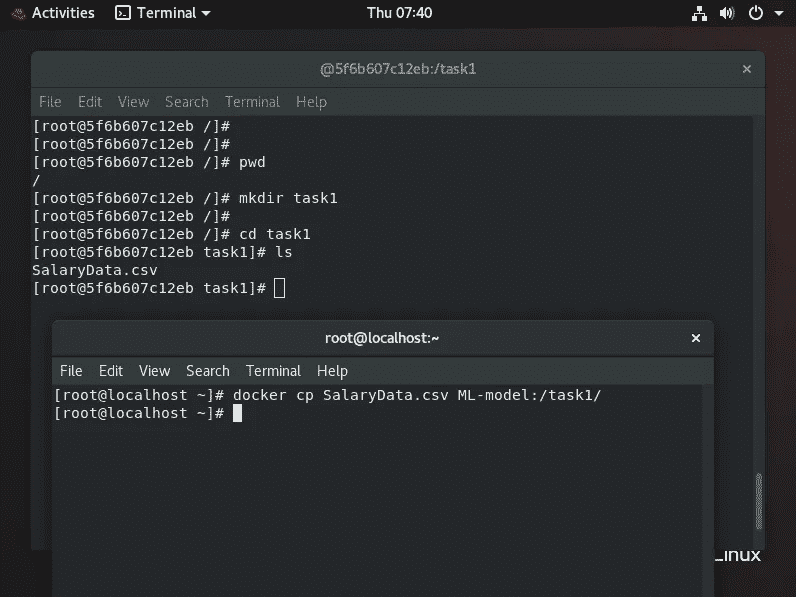 Activities Terminal Thu 07:40
@5f6b607c12eb:/task1
File Edit View Search Terminal Help
[root@5f6b607c12eb /]#
[root@5f6b607c12eb /]#
[root@5f6b607c12eb /]# pwd
/
[root@5f6b607c12eb /]# mkdir task1
[root@5f6b607c12eb /]#
[root@5f6b607c12eb /]# cd task1
[root@5f6b607c12eb task1]# ls
SalaryData.csv
[root@5f6b607c12eb task1]#
root@localhost:~
File Edit View Search Terminal Help
[root@localhost ~]# docker cp SalaryData.csv ML-model:/task1/
[root@localhost ~]#
Linux